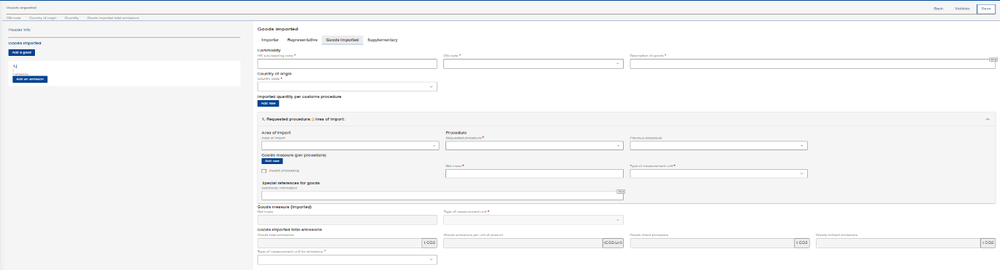 Goods imported
Back Validate Save
CN code Country of origin Quantity Goods imported total emissions
Header info
Goods imported
Add a good
Add an emission
Goods imported
Importer Representative Goods Imported Supplementary
Commodity
HS sub-heading code * CN code * Description of goods *
Country of origin
Country code *
Imported quantity per customs procedure
Add new
1. Requested procedure: | Area of Import:
Area of Import Procedure
Area of import Requested procedure * Previous procedure
Goods measure (per procedure)
Add new
Inward processing Net mass * Type of measurement unit *
Special references for goods
Additional information
Goods measure (Imported)
Net mass Type of measurement unit *
Goods Imported total emissions
Goods total emissions Goods emissions per unit of product Goods direct emissions Goods indirect emissions
t CO2 tCO2/unit t CO2 t CO2
Type of measurement unit for emissions *